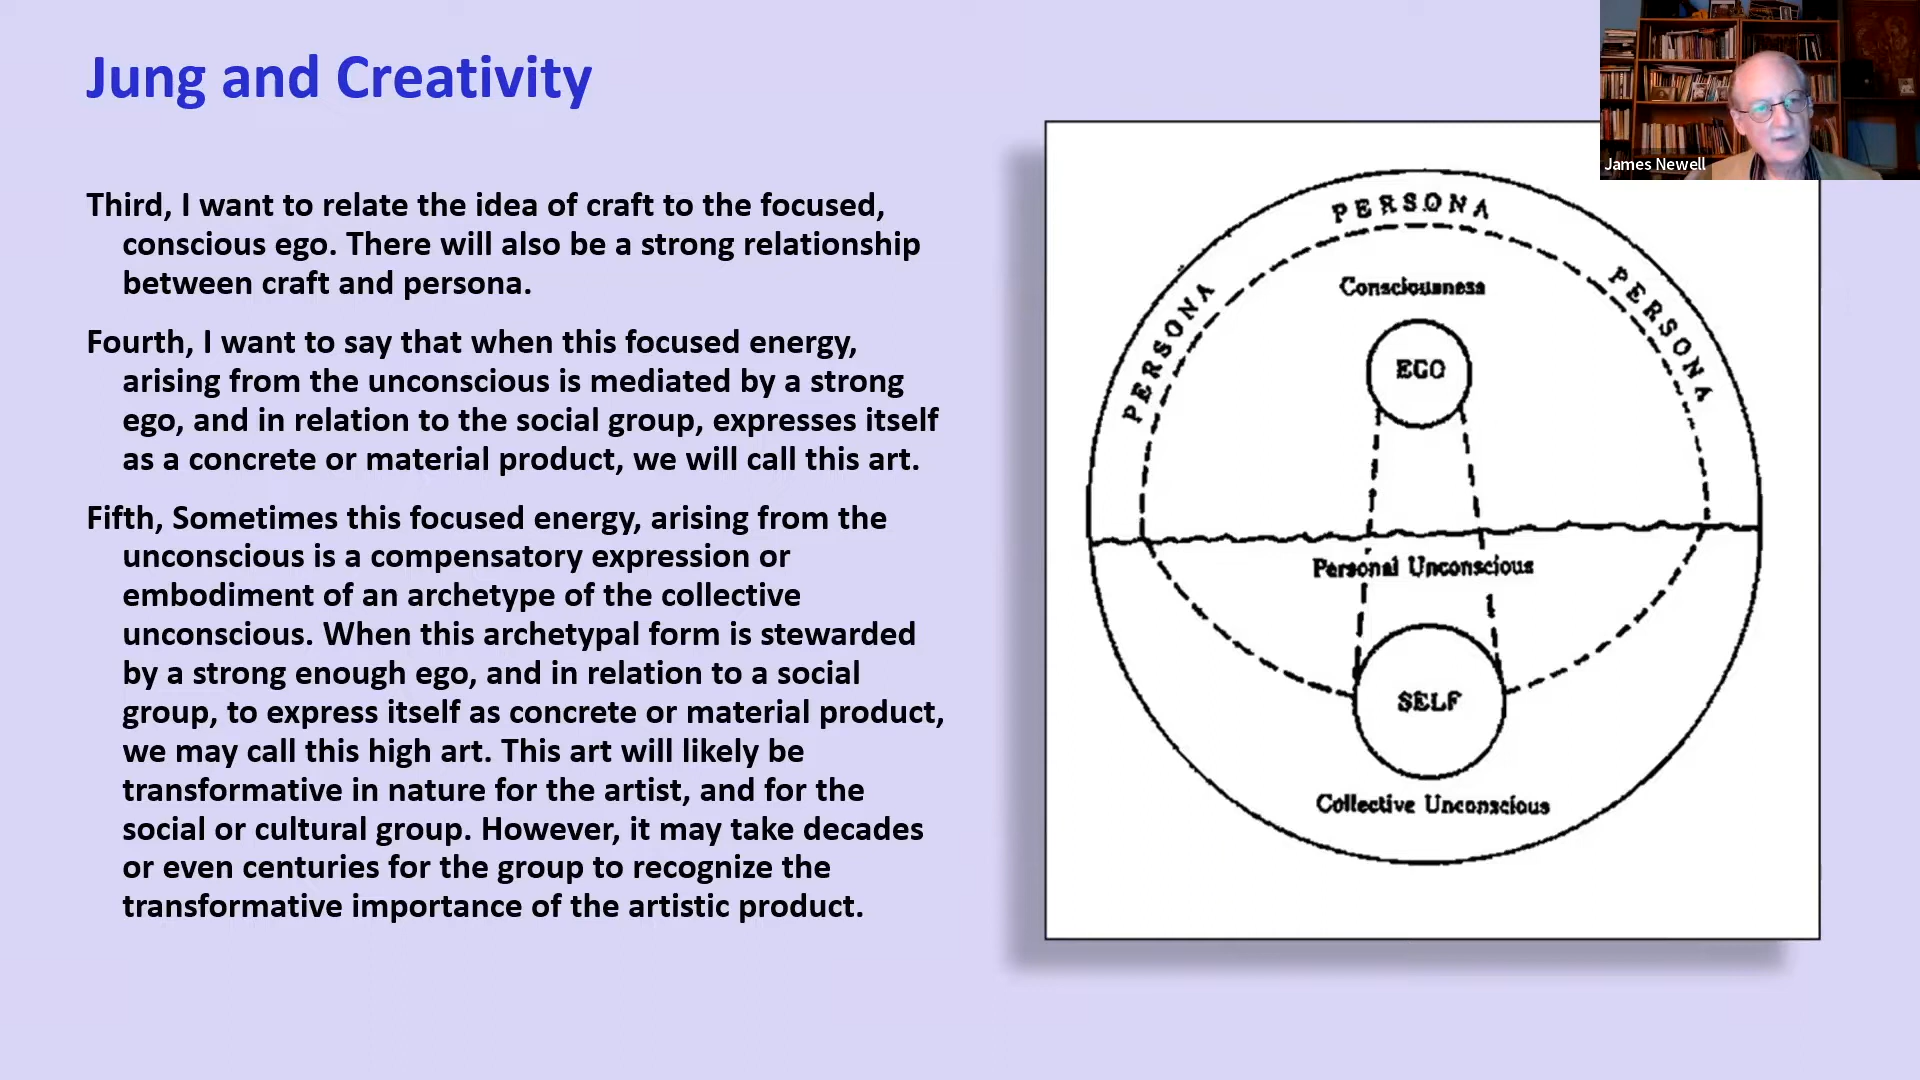 Jung and Creativity
James Newell
Third, I want to relate the idea of craft to the focused,
conscious ego. There will also be a strong relationship
between craft and persona.
Fourth, I want to say that when this focused energy,
arising from the unconscious is mediated by a strong
ego, and in relation to the social group, expresses itself
as a concrete or material product, we will call this art.
Fifth, Sometimes this focused energy, arising from the
unconscious is a compensatory expression or
embodiment of an archetype of the collective
unconscious. When this archetypal form is stewarded
by a strong enough ego, and in relation to a social
group, to express itself as concrete or material product,
we may call this high art. This art will likely be
transformative in nature for the artist, and for the
social or cultural group. However, it may take decades
or even centuries for the group to recognize the
transformative importance of the artistic product.
PERSONA
PERSONA
PERSONA
Consciousness
EGO
Personal Unconscious
SELF
Collective Unconscious